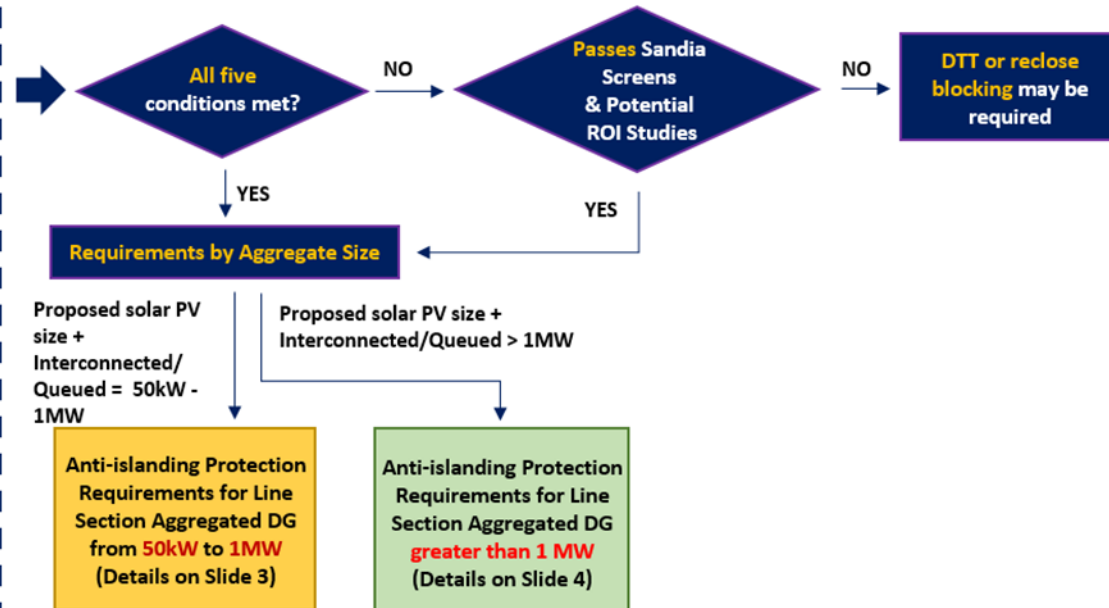 All five
conditions met?
NO
Passes Sandia
Screens
& Potential
ROI Studies
NO
DTT or reclose
blocking may be
required
YES
YES
Requirements by Aggregate Size
Proposed solar PV
size +
Interconnected/
Queued = 50kW -
1MW
Proposed solar PV size +
Interconnected/Queued > 1MW
Anti-islanding Protection
Requirements for Line
Section Aggregated DG
from 50kW to 1MW
(Details on Slide 3)
Anti-islanding Protection
Requirements for Line
Section Aggregated DG
greater than 1 MW
(Details on Slide 4)